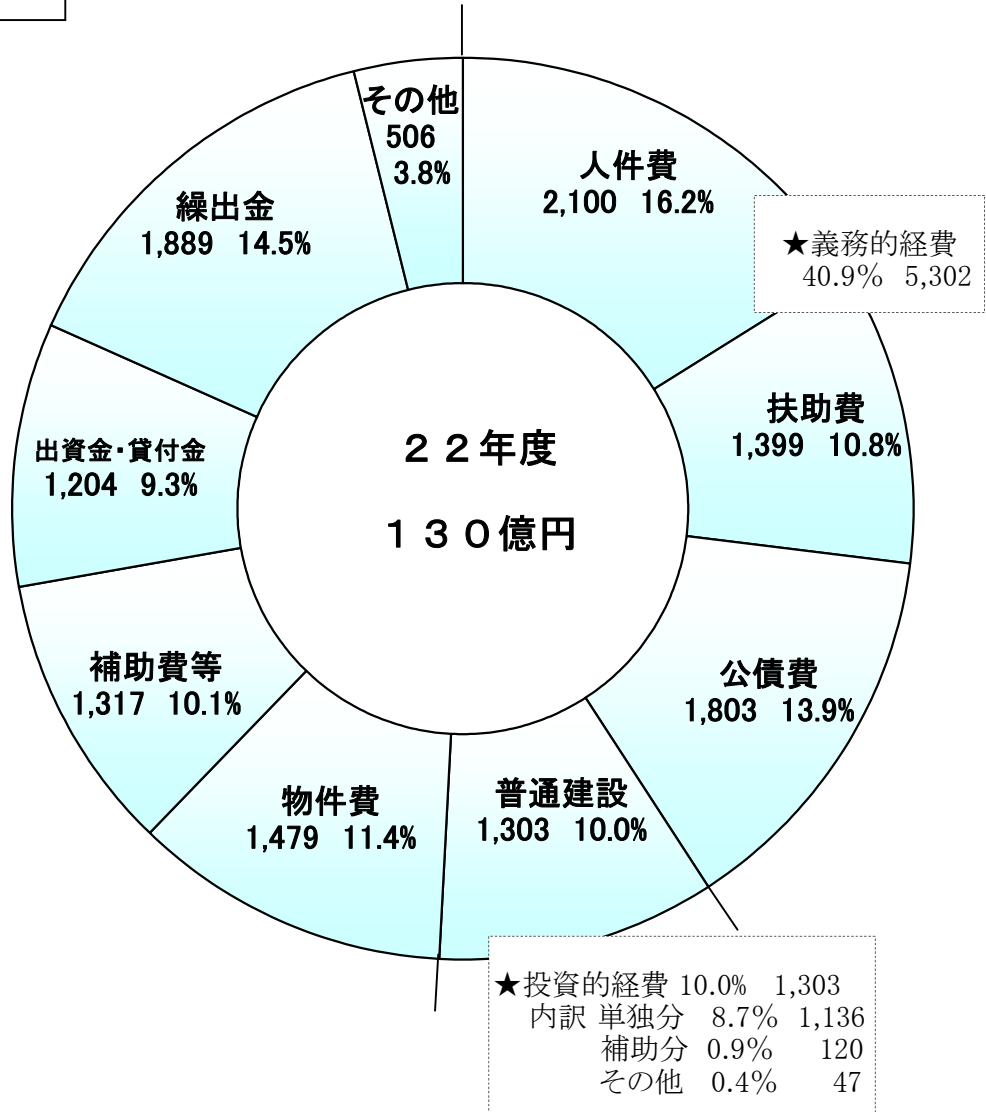 その他
506
3.8%
人件費
2,100 16.2%
★義務的経費
40.9% 5,302
扶助費
1,399 10.8%
公債費
1,803 13.9%
普通建設
1,303 10.0%
★投資的経費 10.0% 1,303
内訳 単独分 8.7% 1,136
補助分 0.9% 120
その他 0.4% 47
物件費
1,479 11.4%
補助費等
1,317 10.1%
出資金・貸付金
1,204 9.3%
繰出金
1,889 14.5%
２２年度
１３０億円